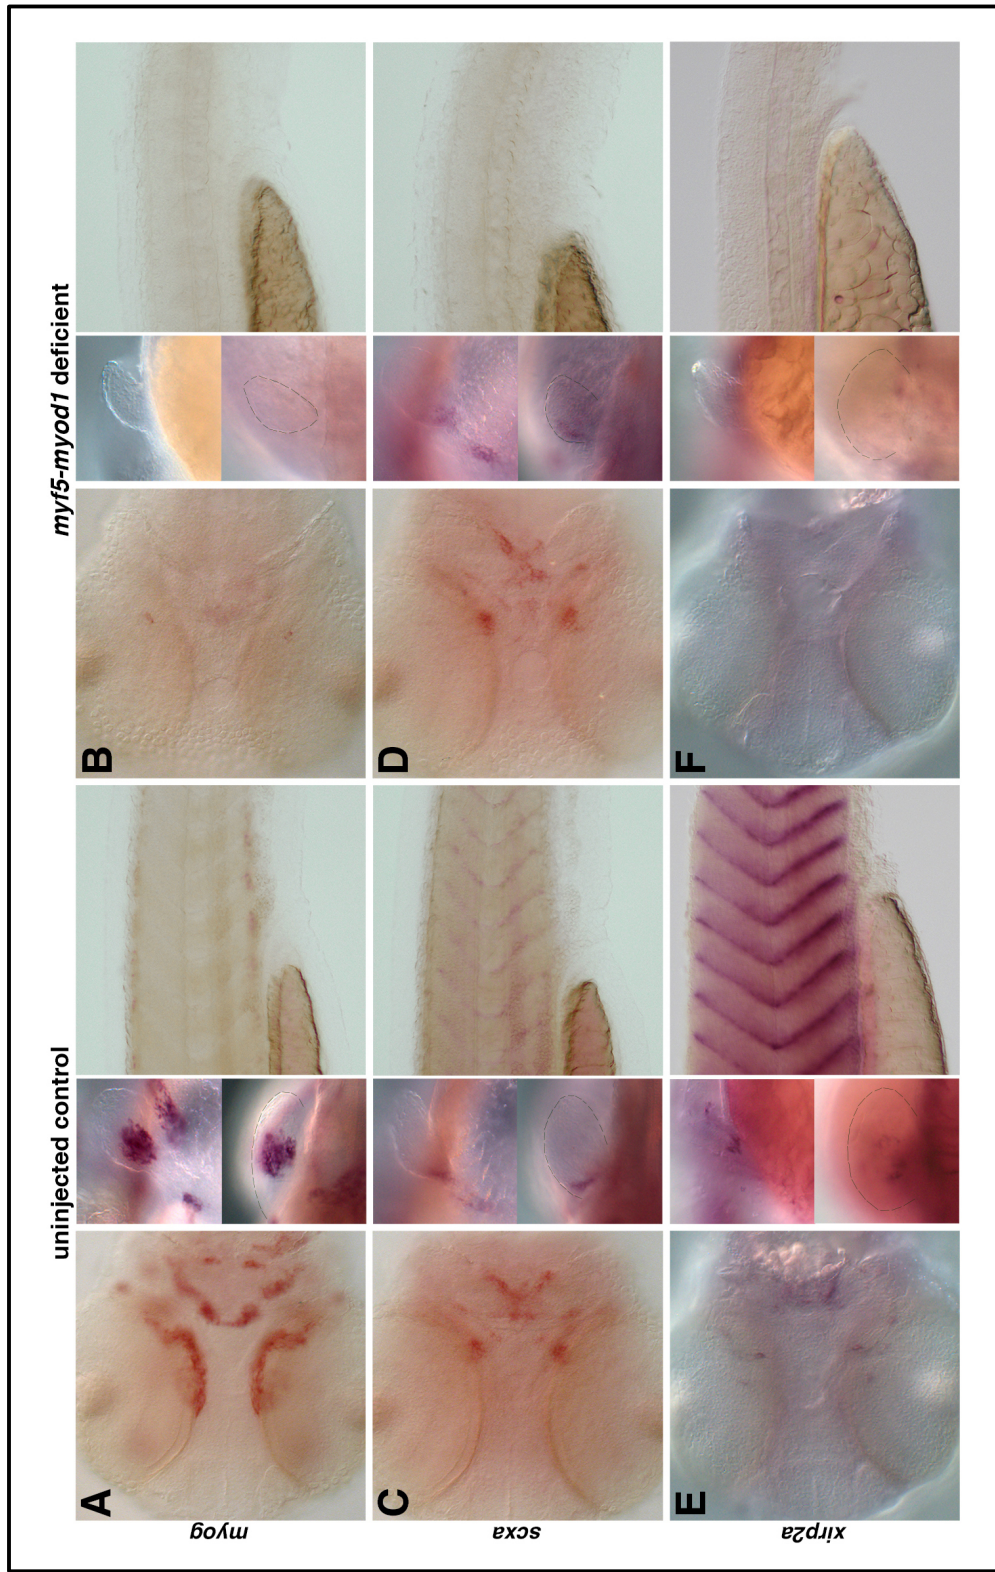 uninjected control
myf5-myod1 deficient
A
B
myog
C
D
scxa
E
F
xirp2a